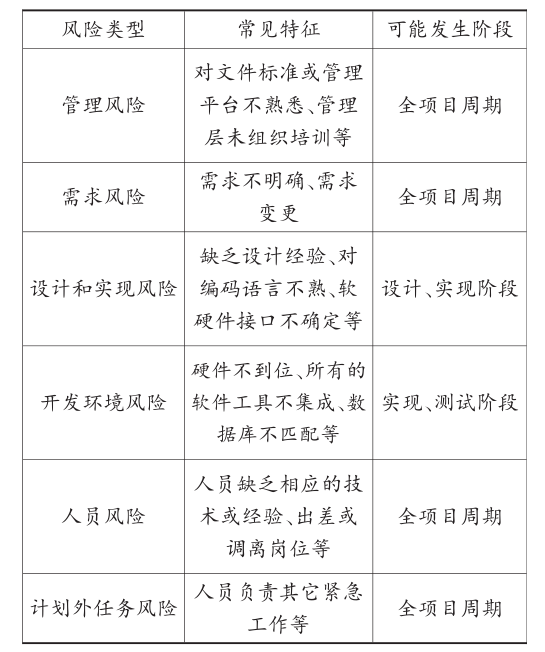 风险类型
常见特征
可能发生阶段
管理风险
对文件标准或管理
平台不熟悉、管理
层未组织培训等
全项目周期
需求风险
需求不明确、需求
变更
全项目周期
设计和实现风险
缺乏设计经验、对
编码语言不熟、软
硬件接口不确定等
设计、实现阶段
开发环境风险
硬件不到位、所有的
软件工具不集成、数
据库不匹配等
实现、测试阶段
人员风险
人员缺乏相应的技
术或经验、出差或
调离岗位等
全项目周期
计划外任务风险
人员负责其它紧急
工作等
全项目周期